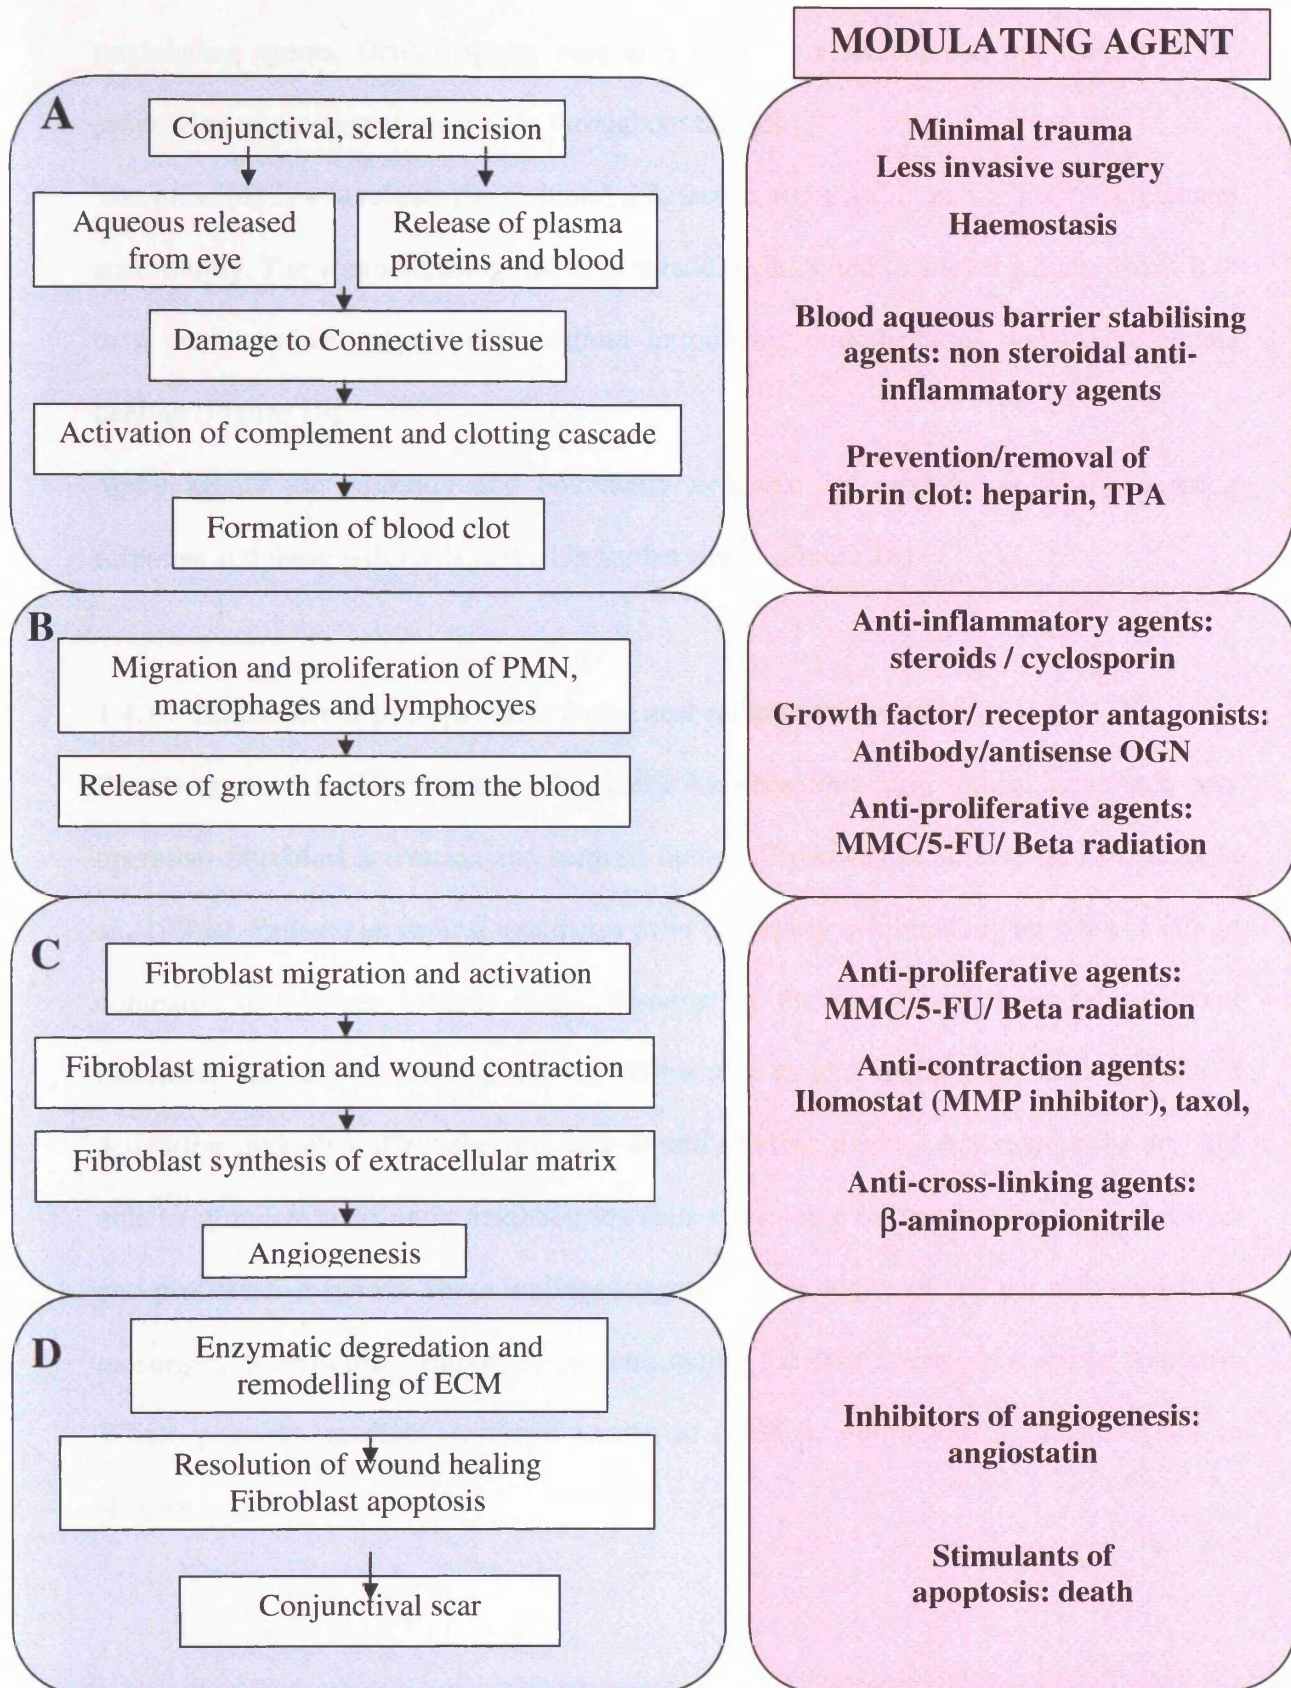 MODULATING AGENT
A
Conjunctival, scleral incision
Aqueous released
from eye
Release of plasma
proteins and blood
Damage to Connective tissue
Activation of complement and clotting cascade
Formation of blood clot
Minimal trauma
Less invasive surgery
Haemostasis
Blood aqueous barrier stabilising
agents: non steroidal anti-
inflammatory agents
Prevention/removal of
fibrin clot: heparin, TPA
B
Migration and proliferation of PMN,
macrophages and lymphocytes
Release of growth factors from the blood
Anti-inflammatory agents:
steroids / cyclosporin
Growth factor/ receptor antagonists:
Antibody/antisense OGN
Anti-proliferative agents:
MMC/5-FU/ Beta radiation
C
Fibroblast migration and activation
Fibroblast migration and wound contraction
Fibroblast synthesis of extracellular matrix
Angiogenesis
Anti-proliferative agents:
MMC/5-FU/ Beta radiation
Anti-contraction agents:
Ilomostat (MMP inhibitor), taxol,
Anti-cross-linking agents:
β-aminopropionitrile
D
Enzymatic degredation and
remodelling of ECM
Resolution of wound healing
Fibroblast apoptosis
Conjunctival scar
Inhibitors of angiogenesis:
angiostatin
Stimulants of
apoptosis: death